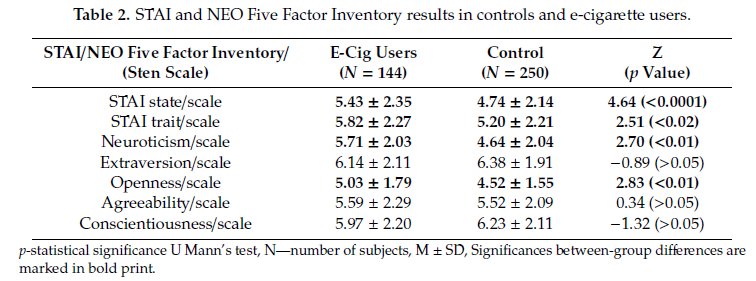 Table 2. STAI and NEO Five Factor Inventory results in controls and e-cigarette users.
STAI/NEO Five Factor Inventory/ E-Cig Users Control Z
(Sten Scale) (N = 144) (N = 250) (p Value)
STAI state/scale 5.43 ± 2.35 4.74 ± 2.14 4.64 (<0.0001)
STAI trait/scale 5.82 ± 2.27 5.20 ± 2.21 2.51 (<0.02)
Neuroticism/scale 5.71 ± 2.03 4.64 ± 2.04 2.70 (<0.01)
Extraversion/scale 6.14 ± 2.11 6.38 ± 1.91 −0.89 (>0.05)
Openness/scale 5.03 ± 1.79 4.52 ± 1.55 2.83 (<0.01)
Agreeability/scale 5.59 ± 2.29 5.52 ± 2.09 0.34 (>0.05)
Conscientiousness/scale 5.97 ± 2.20 6.23 ± 2.11 −1.32 (>0.05)
p-statistical significance U Mann's test, N—number of subjects, M ± SD, Significances between-group differences are
marked in bold print.